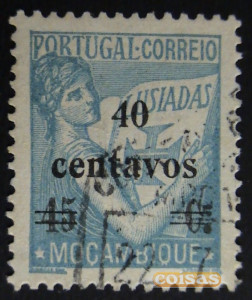 PORTUGAL-CORREIO
LUSIADAS
40
centavos
45 C.
MOÇAMBIQUE
coisas